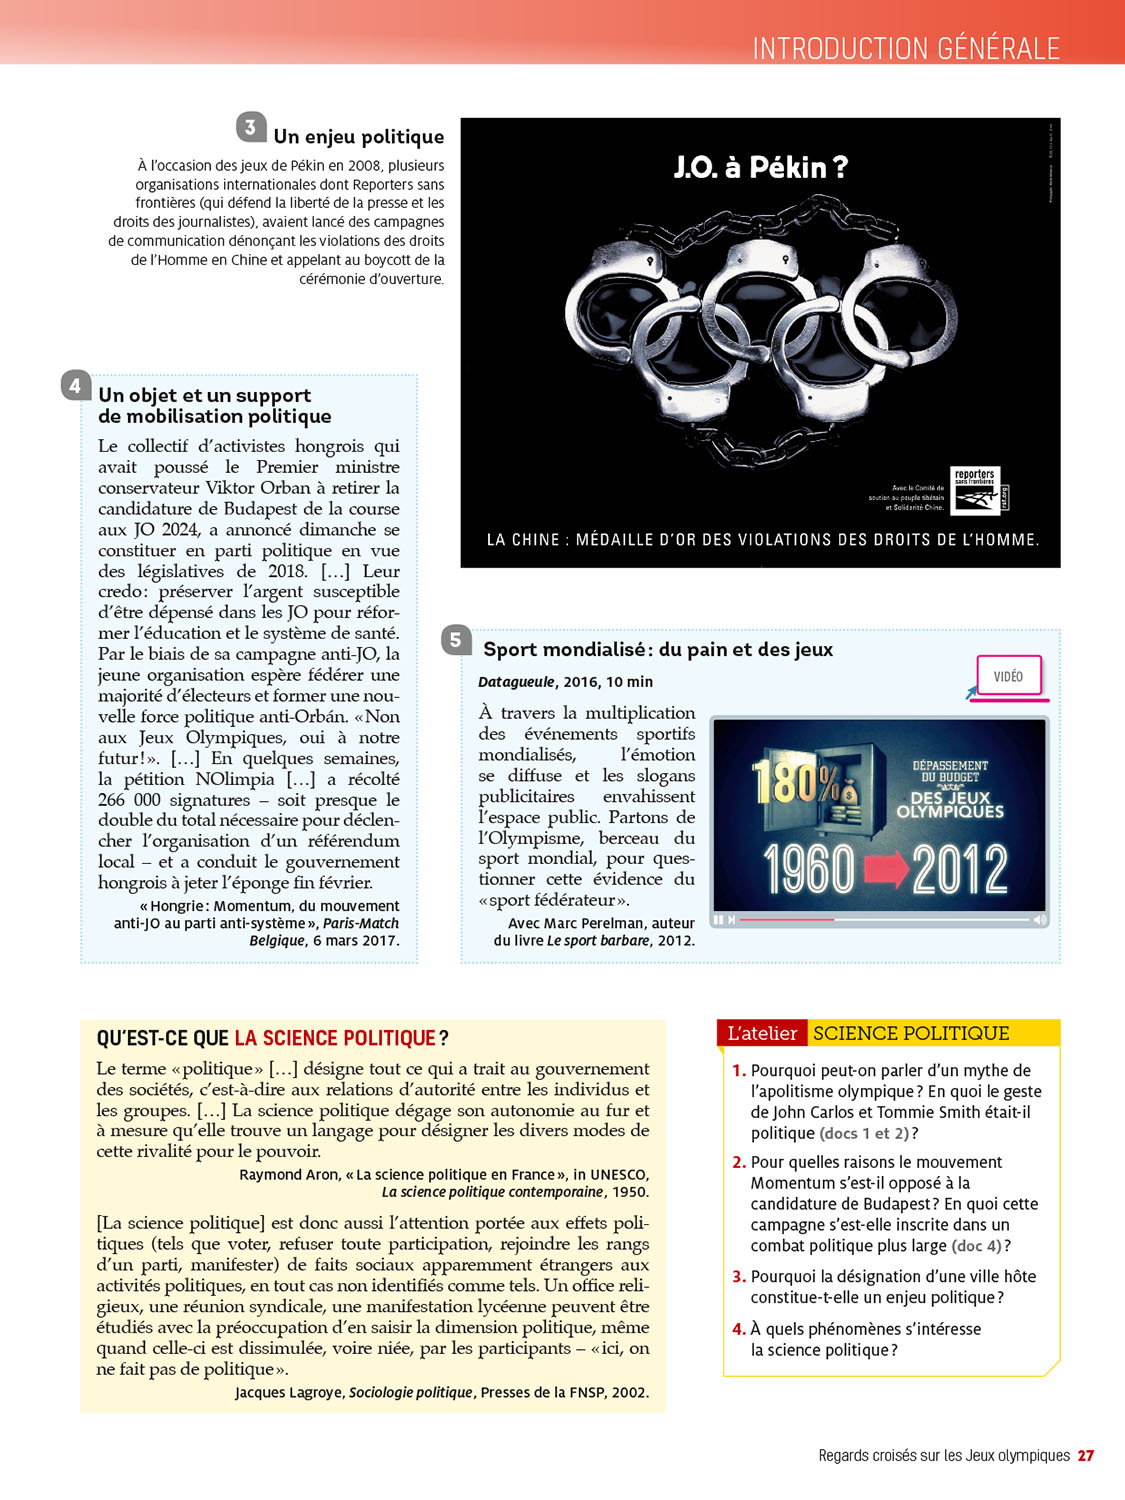 INTRODUCTION GÉNÉRALE
3
Un enjeu politique
À l'occasion des jeux de Pékin en 2008, plusieurs
organisations internationales dont Reporters sans
frontières (qui défend la liberté de la presse et les
droits des journalistes), avaient lancé des campagnes
de communication dénonçant les violations des droits
de l'Homme en Chine et appelant au boycott de la
cérémonie d'ouverture.
J.O. à Pékin ?
Avec le Comité de
soutien au peuple tibétain
et Solidarité Chine.
reporters
sans frontières
rsf.org
LA CHINE : MÉDAILLE D'OR DES VIOLATIONS DES DROITS DE L'HOMME.
4
Un objet et un support
de mobilisation politique
Le collectif d'activistes hongrois qui
avait poussé le Premier ministre
conservateur Viktor Orban à retirer la
candidature de Budapest de la course
aux JO 2024, a annoncé dimanche se
constituer en parti politique en vue
des législatives de 2018. […] Leur
credo : préserver l'argent susceptible
d'être dépensé dans les JO pour réfor-
mer l'éducation et le système de santé.
Par le biais de sa campagne anti-JO, la
jeune organisation espère fédérer une
majorité d'électeurs et former une nou-
velle force politique anti-Orbán. « Non
aux Jeux Olympiques, oui à notre
futur ! ». […] En quelques semaines,
la pétition NOlimpia […] a récolté
266 000 signatures – soit presque le
double du total nécessaire pour déclen-
cher l'organisation d'un référendum
local – et a conduit le gouvernement
hongrois à jeter l'éponge fin février.
« Hongrie : Momentum, du mouvement
anti-JO au parti anti-système », Paris-Match
Belgique, 6 mars 2017.
5
Sport mondialisé : du pain et des jeux
VIDÉO
Datagueule, 2016, 10 min
À travers la multiplication
des événements sportifs
mondialisés, l'émotion
se diffuse et les slogans
publicitaires envahissent
l'espace public. Partons de
l'Olympisme, berceau du
sport mondial, pour ques-
tionner cette évidence du
« sport fédérateur ».
Avec Marc Perelman, auteur
du livre Le sport barbare, 2012.
180%
DÉPASSEMENT
DU BUDGET
DES JEUX
OLYMPIQUES
1960 2012
QU'EST-CE QUE LA SCIENCE POLITIQUE ?
Le terme « politique » […] désigne tout ce qui a trait au gouvernement
des sociétés, c'est-à-dire aux relations d'autorité entre les individus et
les groupes. […] La science politique dégage son autonomie au fur et
à mesure qu'elle trouve un langage pour désigner les divers modes de
cette rivalité pour le pouvoir.
Raymond Aron, « La science politique en France », in UNESCO,
La science politique contemporaine, 1950.
[La science politique] est donc aussi l'attention portée aux effets poli-
tiques (tels que voter, refuser toute participation, rejoindre les rangs
d'un parti, manifester) de faits sociaux apparemment étrangers aux
activités politiques, en tout cas non identifiés comme tels. Un office reli-
gieux, une réunion syndicale, une manifestation lycéenne peuvent être
étudiés avec la préoccupation d'en saisir la dimension politique, même
quand celle-ci est dissimulée, voire niée, par les participants – « ici, on
ne fait pas de politique ».
Jacques Lagroye, Sociologie politique, Presses de la FNSP, 2002.
L'atelier SCIENCE POLITIQUE
1. Pourquoi peut-on parler d'un mythe de
l'apolitisme olympique ? En quoi le geste
de John Carlos et Tommie Smith était-il
politique (docs 1 et 2) ?
2. Pour quelles raisons le mouvement
Momentum s'est-il opposé à la
candidature de Budapest ? En quoi cette
campagne s'est-elle inscrite dans un
combat politique plus large (doc 4) ?
3. Pourquoi la désignation d'une ville hôte
constitue-t-elle un enjeu politique ?
4. À quels phénomènes s'intéresse
la science politique ?
Regards croisés sur les Jeux olympiques 27